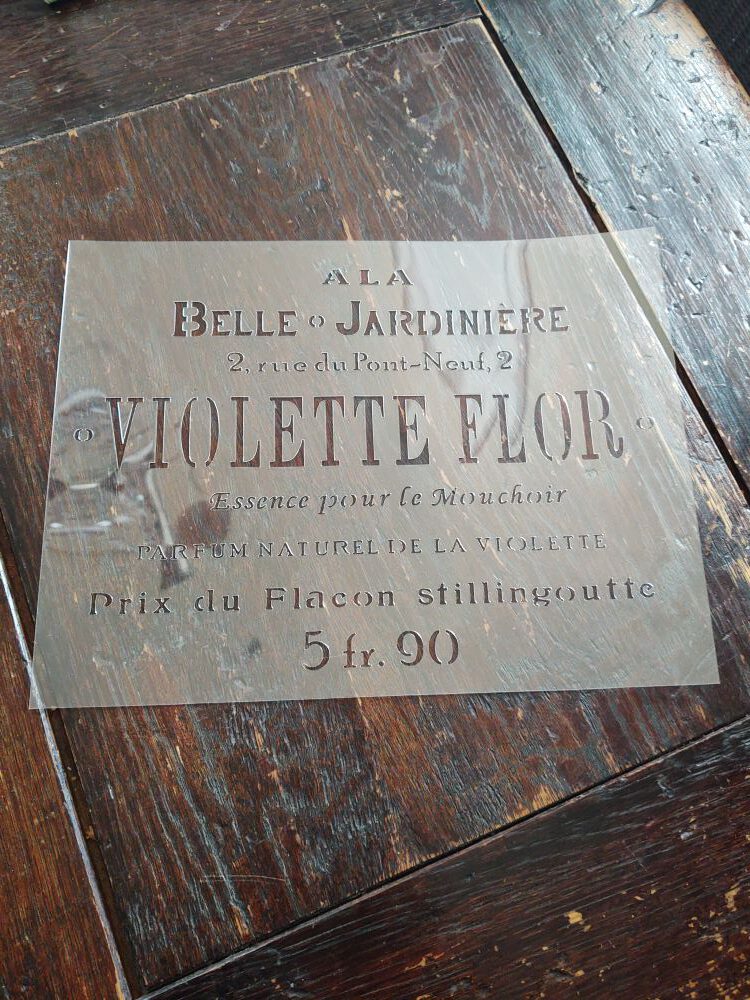 A LA
BELLE JARDINIÈRE
2, rue du Pont-Neuf, 2
VIOLETTE FLOR
Essence pour le Mouchoir
PARFUM NATUREL DE LA VIOLETTE
Prix du Flacon stillingoutte
5 fr. 90